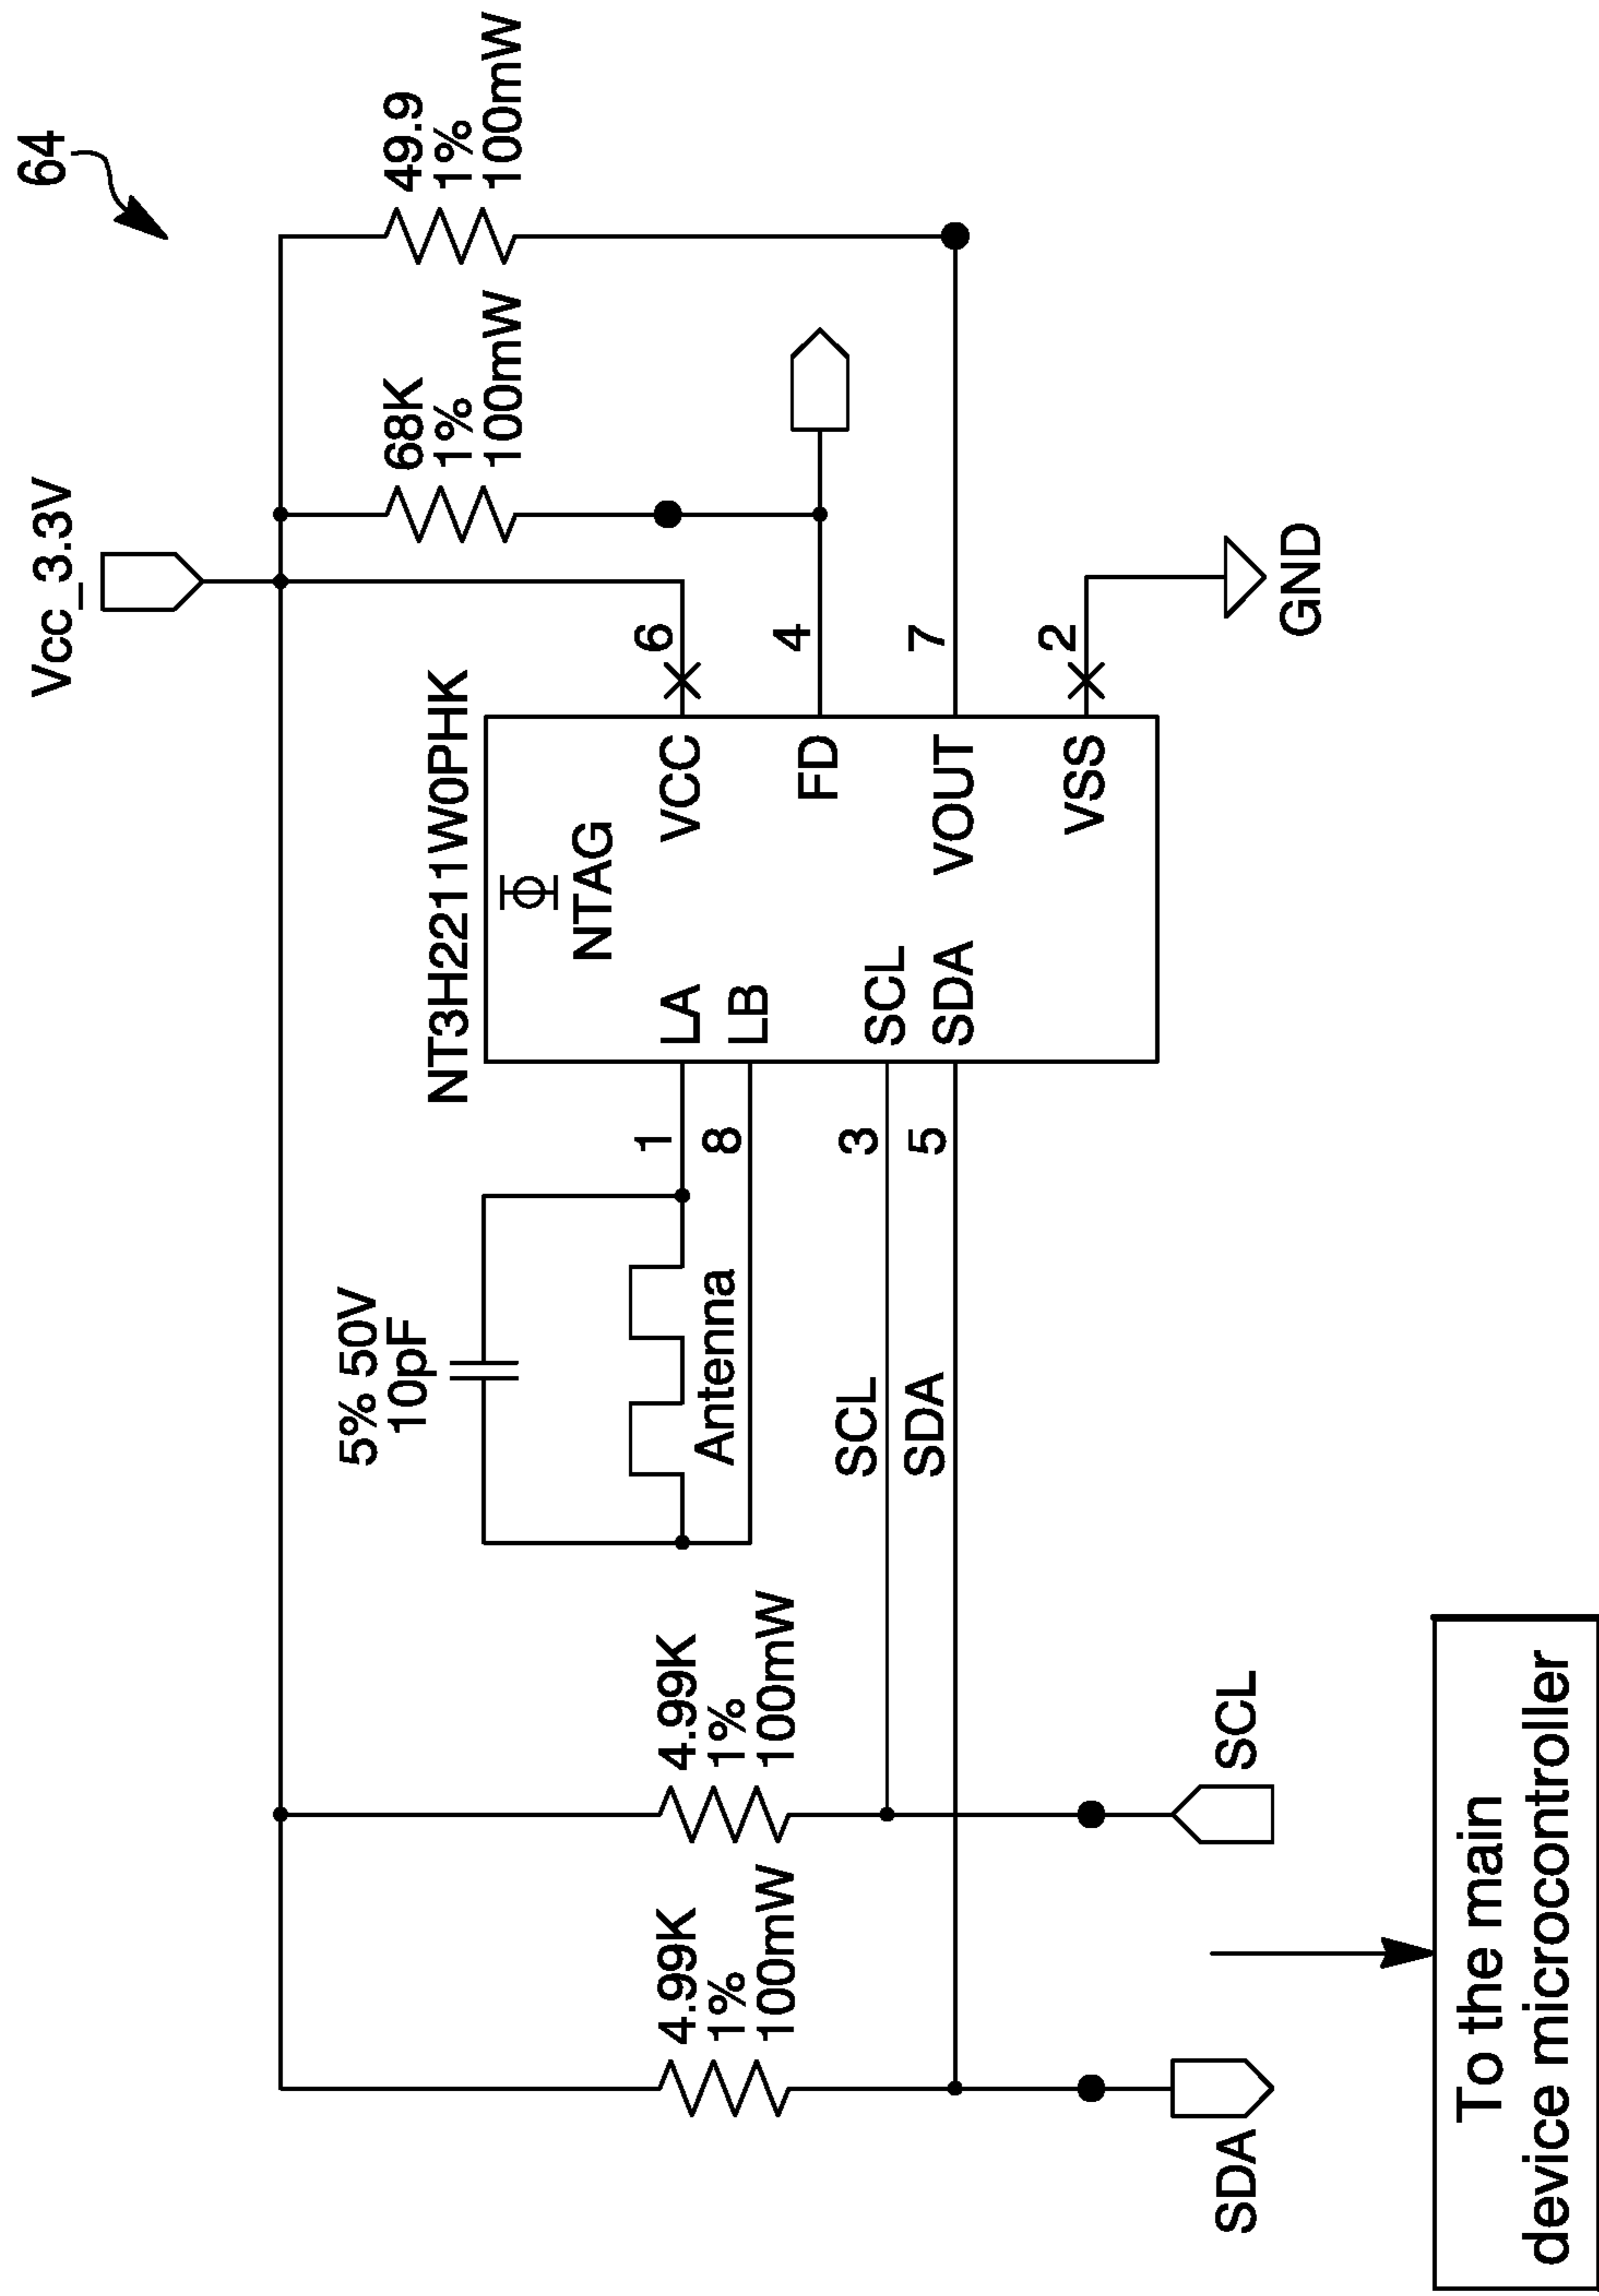 64
Vcc_3.3V
49.9
1%
100mW
68K
1%
100mW
5% 50V
10pF
NT3H2211W0PHK
NTAG
4.99K
1%
100mW
4.99K
1%
100mW
Antenna
1
LA
VCC
6
8
LB
FD
4
SCL
3
SCL
SDA
5
SDA
VOUT
7
VSS
2
GND
SDA
SCL
To the main
device microcontroller